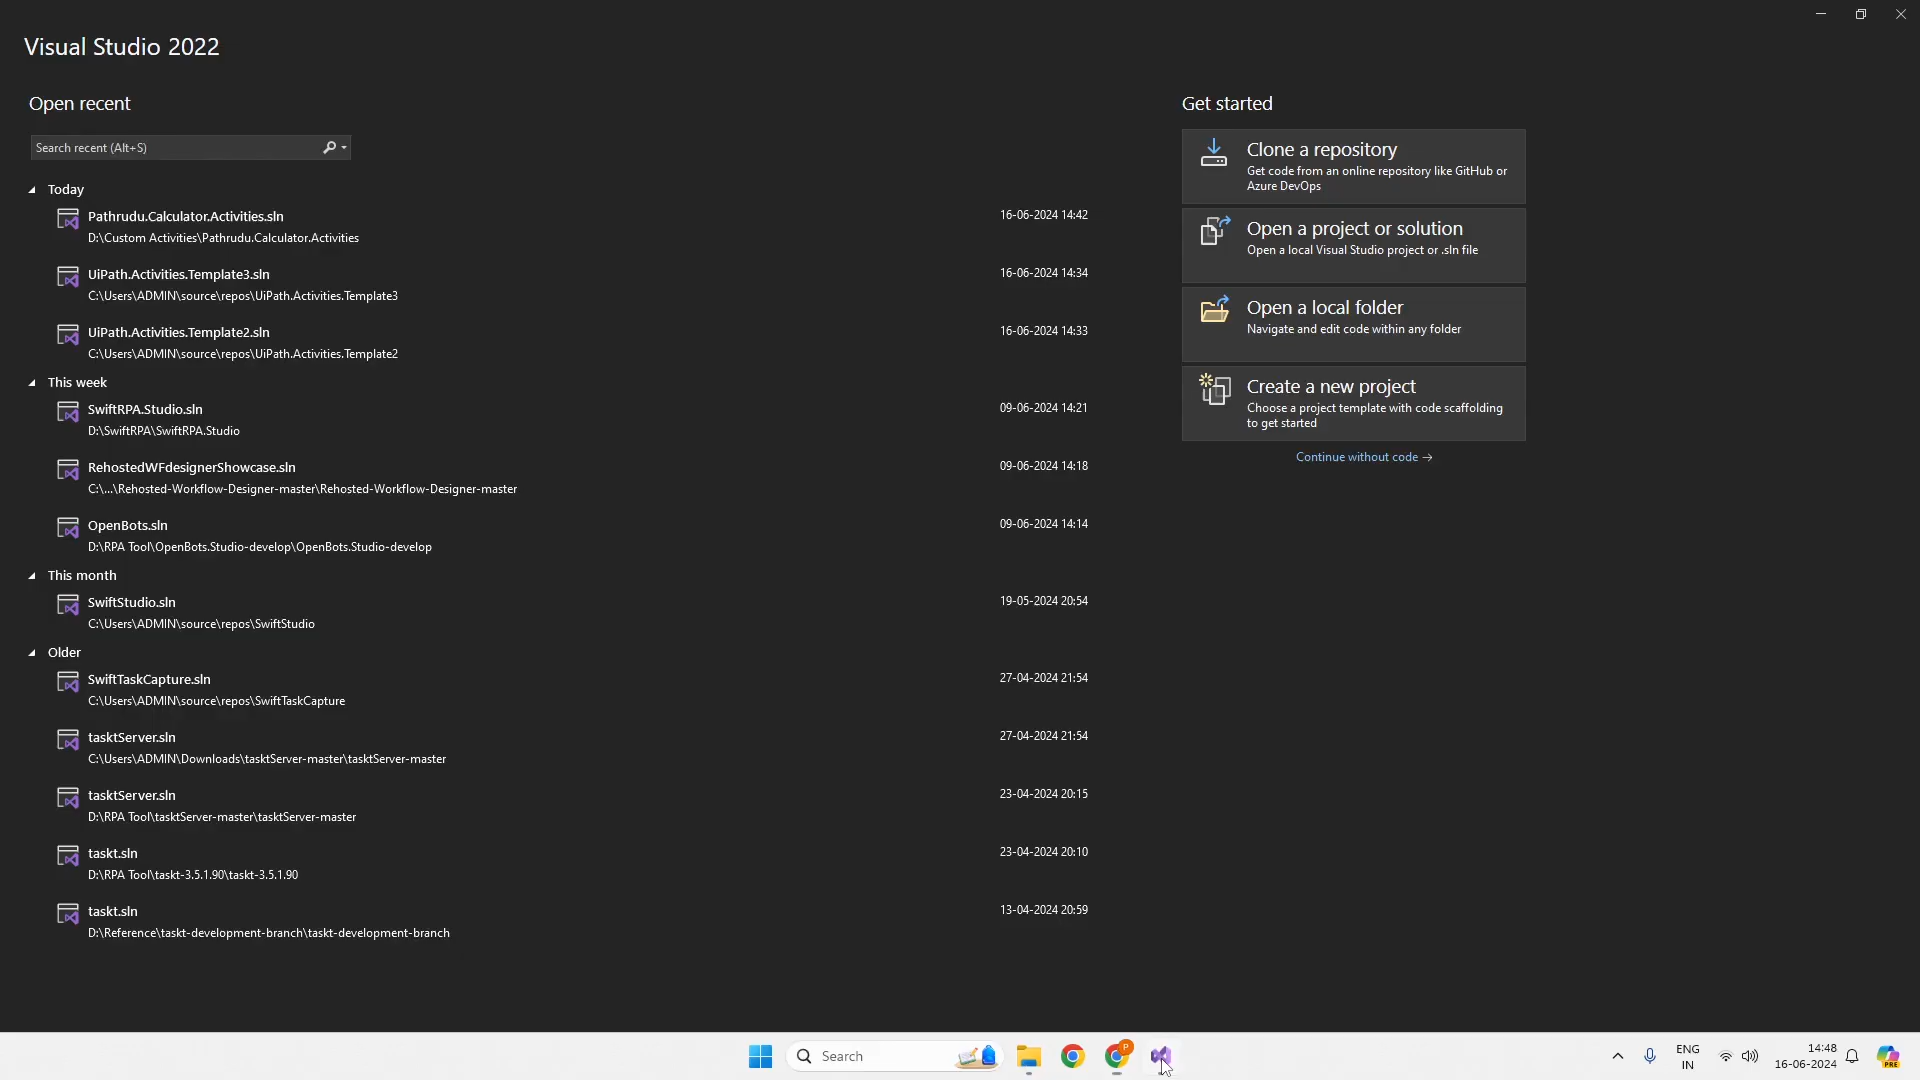 Visual Studio 2022
Open recent
Search recent (Alt+S)
Today
Pathrudu.Calculator.Activities.sln
16-06-2024 14:42
D:\Custom Activities\Pathrudu.Calculator.Activities
UiPath.Activities.Template3.sln
16-06-2024 14:34
C:\Users\ADMIN\source\repos\UiPath.Activities.Template3
UiPath.Activities.Template2.sln
16-06-2024 14:33
C:\Users\ADMIN\source\repos\UiPath.Activities.Template2
This week
SwiftRPA.Studio.sln
09-06-2024 14:21
D:\SwiftRPA\SwiftRPA.Studio
RehostedWFdesignerShowcase.sln
09-06-2024 14:18
C:\...\Rehosted-Workflow-Designer-master\Rehosted-Workflow-Designer-master
OpenBots.sln
09-06-2024 14:14
D:\RPA Tool\OpenBots.Studio-develop\OpenBots.Studio-develop
This month
SwiftStudio.sln
19-05-2024 20:54
C:\Users\ADMIN\source\repos\SwiftStudio
Older
SwiftTaskCapture.sln
27-04-2024 21:54
C:\Users\ADMIN\source\repos\SwiftTaskCapture
tasktServer.sln
27-04-2024 21:54
C:\Users\ADMIN\Downloads\tasktServer-master\tasktServer-master
tasktServer.sln
23-04-2024 20:15
D:\RPA Tool\tasktServer-master\tasktServer-master
taskt.sln
23-04-2024 20:10
D:\RPA Tool\taskt-3.5.1.90\taskt-3.5.1.90
taskt.sln
13-04-2024 20:59
D:\Reference\taskt-development-branch\taskt-development-branch
Get started
Clone a repository
Get code from an online repository like GitHub or
Azure DevOps
Open a project or solution
Open a local Visual Studio project or .sln file
Open a local folder
Navigate and edit code within any folder
Create a new project
Choose a project template with code scaffolding
to get started
Continue without code →
Search
P
ENG
IN
14:48
16-06-2024
PRE